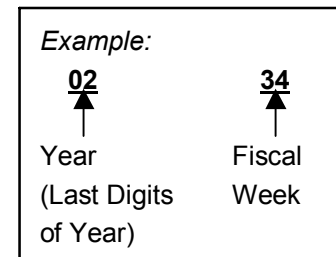 Example:
02 34
Year Fiscal
(Last Digits Week
of Year)